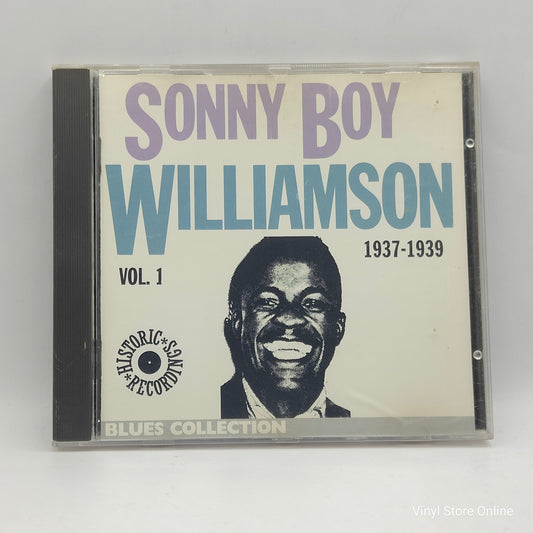 SONNY BOY
WILLIAMSON
1937-1939
VOL. 1
HISTORIC★RECORDINGS★
BLUES COLLECTION
Vinyl Store Online